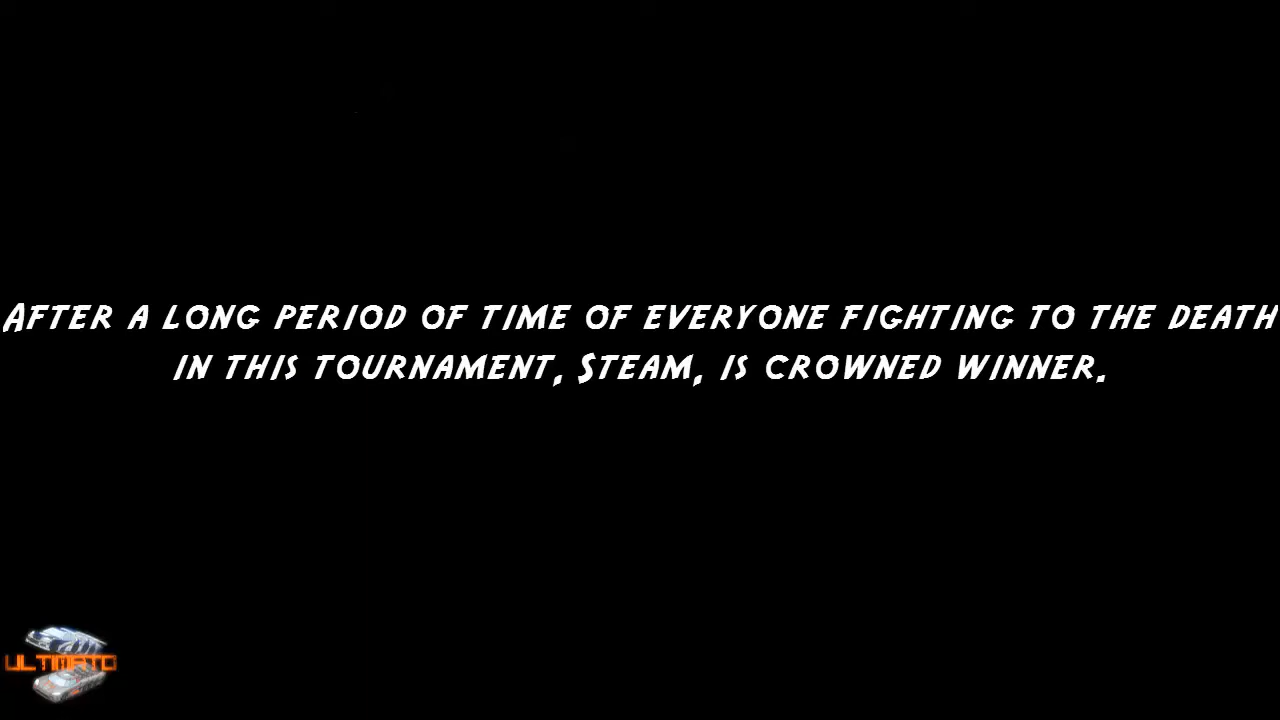 After a long period of time of everyone fighting to the death
in this tournament, Steam, is crowned winner.
ULTIMATO